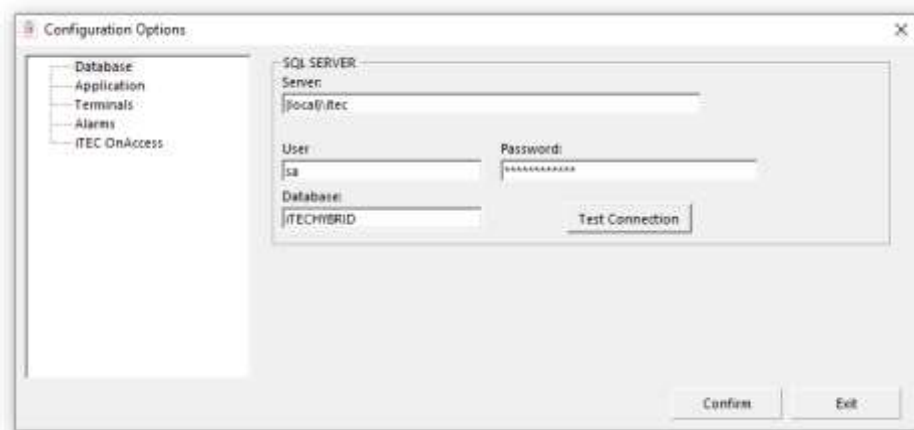 Configuration Options
Database
Application
Terminals
Alarms
iTEC OnAccess
SQL SERVER
Server:
(local)\itec
User
Password:
sa
************
Database:
iTECHYBRID
Test Connection
Confirm
Exit